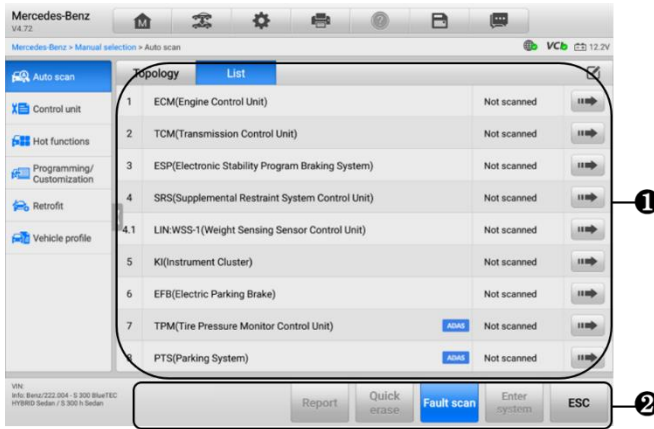 Mercedes-Benz
V4.72
Mercedes-Benz > Manual selection > Auto scan
VCb 12.2V
Auto scan
Control unit
Hot functions
Programming/
Customization
Retrofit
Vehicle profile
Topology List
1 ECM(Engine Control Unit) Not scanned
2 TCM(Transmission Control Unit) Not scanned
3 ESP(Electronic Stability Program Braking System) Not scanned
4 SRS(Supplemental Restraint System Control Unit) Not scanned
4.1 LIN:WSS-1(Weight Sensing Sensor Control Unit) Not scanned
5 KI(Instrument Cluster) Not scanned
6 EFB(Electric Parking Brake) Not scanned
7 TPM(Tire Pressure Monitor Control Unit) ADAS Not scanned
8 PTS(Parking System) ADAS Not scanned
❶
VIN:
Info: Benz/222.004 - S 300 BlueTEC
HYBRID Sedan / S 300 h Sedan
Report Quick erase Fault scan Enter system ESC
❷